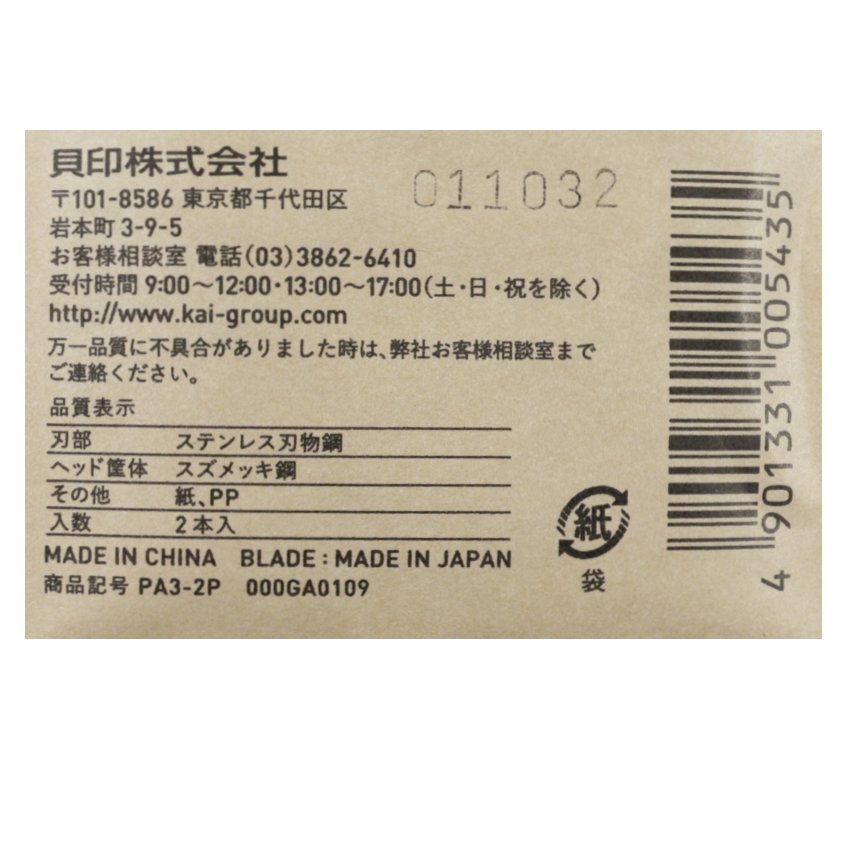 貝印株式会社
〒101-8586 東京都千代田区
岩本町 3-9-5
お客様相談室 電話(03)3862-6410
受付時間 9:00〜12:00・13:00〜17:00(土・日・祝を除く)
http://www.kai-group.com
万一品質に不具合がありました時は、弊社お客様相談室まで
ご連絡ください。
品質表示
刃部 ステンレス刃物鋼
ヘッド筐体 スズメッキ鋼
その他 紙、PP
入数 2本入
MADE IN CHINA BLADE : MADE IN JAPAN
商品記号 PA3-2P 000GA0109
011032
紙
袋
4 901331 005435